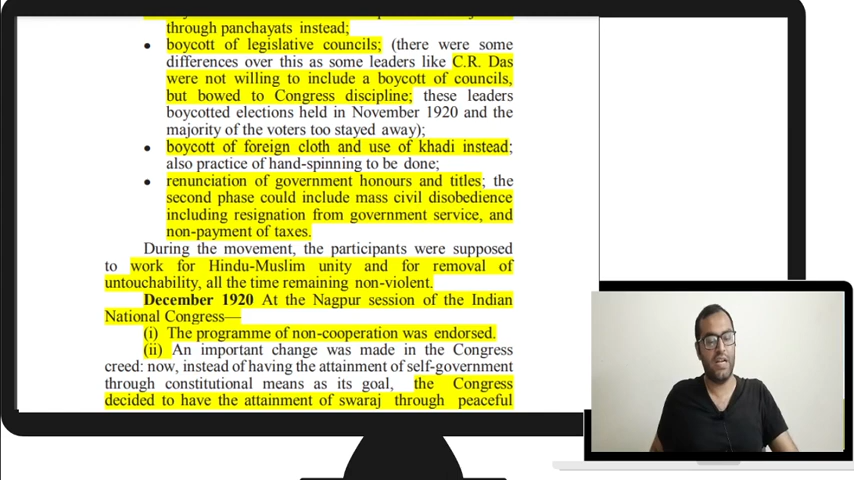 through panchayats instead;
• boycott of legislative councils; (there were some
differences over this as some leaders like C.R. Das
were not willing to include a boycott of councils,
but bowed to Congress discipline; these leaders
boycotted elections held in November 1920 and the
majority of the voters too stayed away);
• boycott of foreign cloth and use of khadi instead;
also practice of hand-spinning to be done;
• renunciation of government honours and titles; the
second phase could include mass civil disobedience
including resignation from government service, and
non-payment of taxes.
During the movement, the participants were supposed
to work for Hindu-Muslim unity and for removal of
untouchability, all the time remaining non-violent.
December 1920 At the Nagpur session of the Indian
National Congress—
(i) The programme of non-cooperation was endorsed.
(ii) An important change was made in the Congress
creed: now, instead of having the attainment of self-government
through constitutional means as its goal, the Congress
decided to have the attainment of swaraj through peaceful